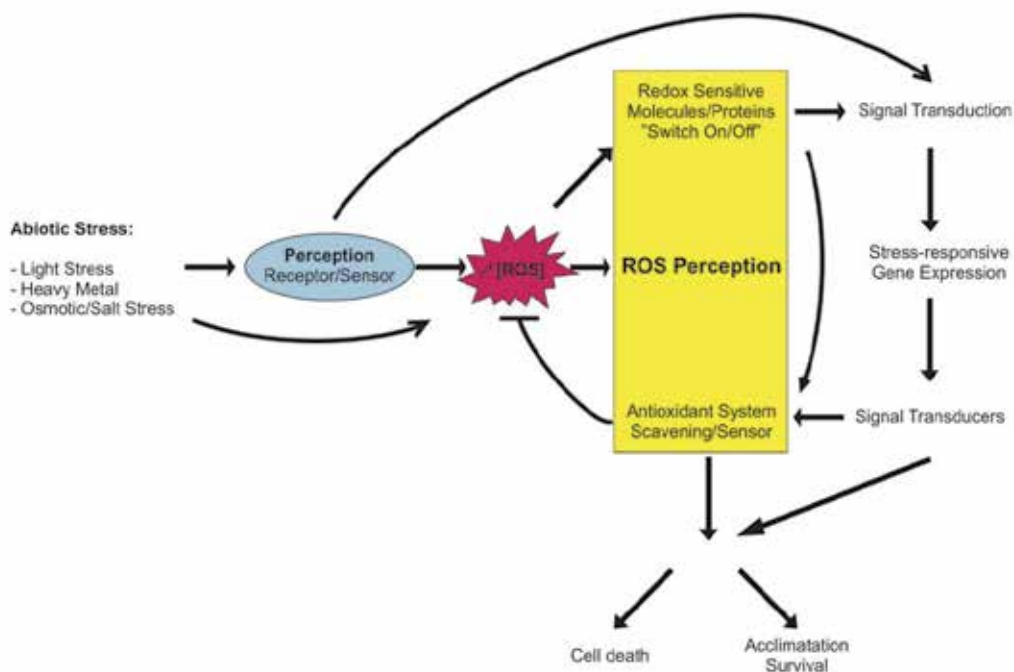 Redox Sensitive
Molecules/Proteins
"Switch On/Off"
Signal Transduction
Abiotic Stress:
- Light Stress
- Heavy Metal
- Osmotic/Salt Stress
Perception
Receptor/Sensor
[ROS]
ROS Perception
Stress-responsive
Gene Expression
Antioxidant System
Scavening/Sensor
Signal Transducers
Cell death
Acclimatation
Survival